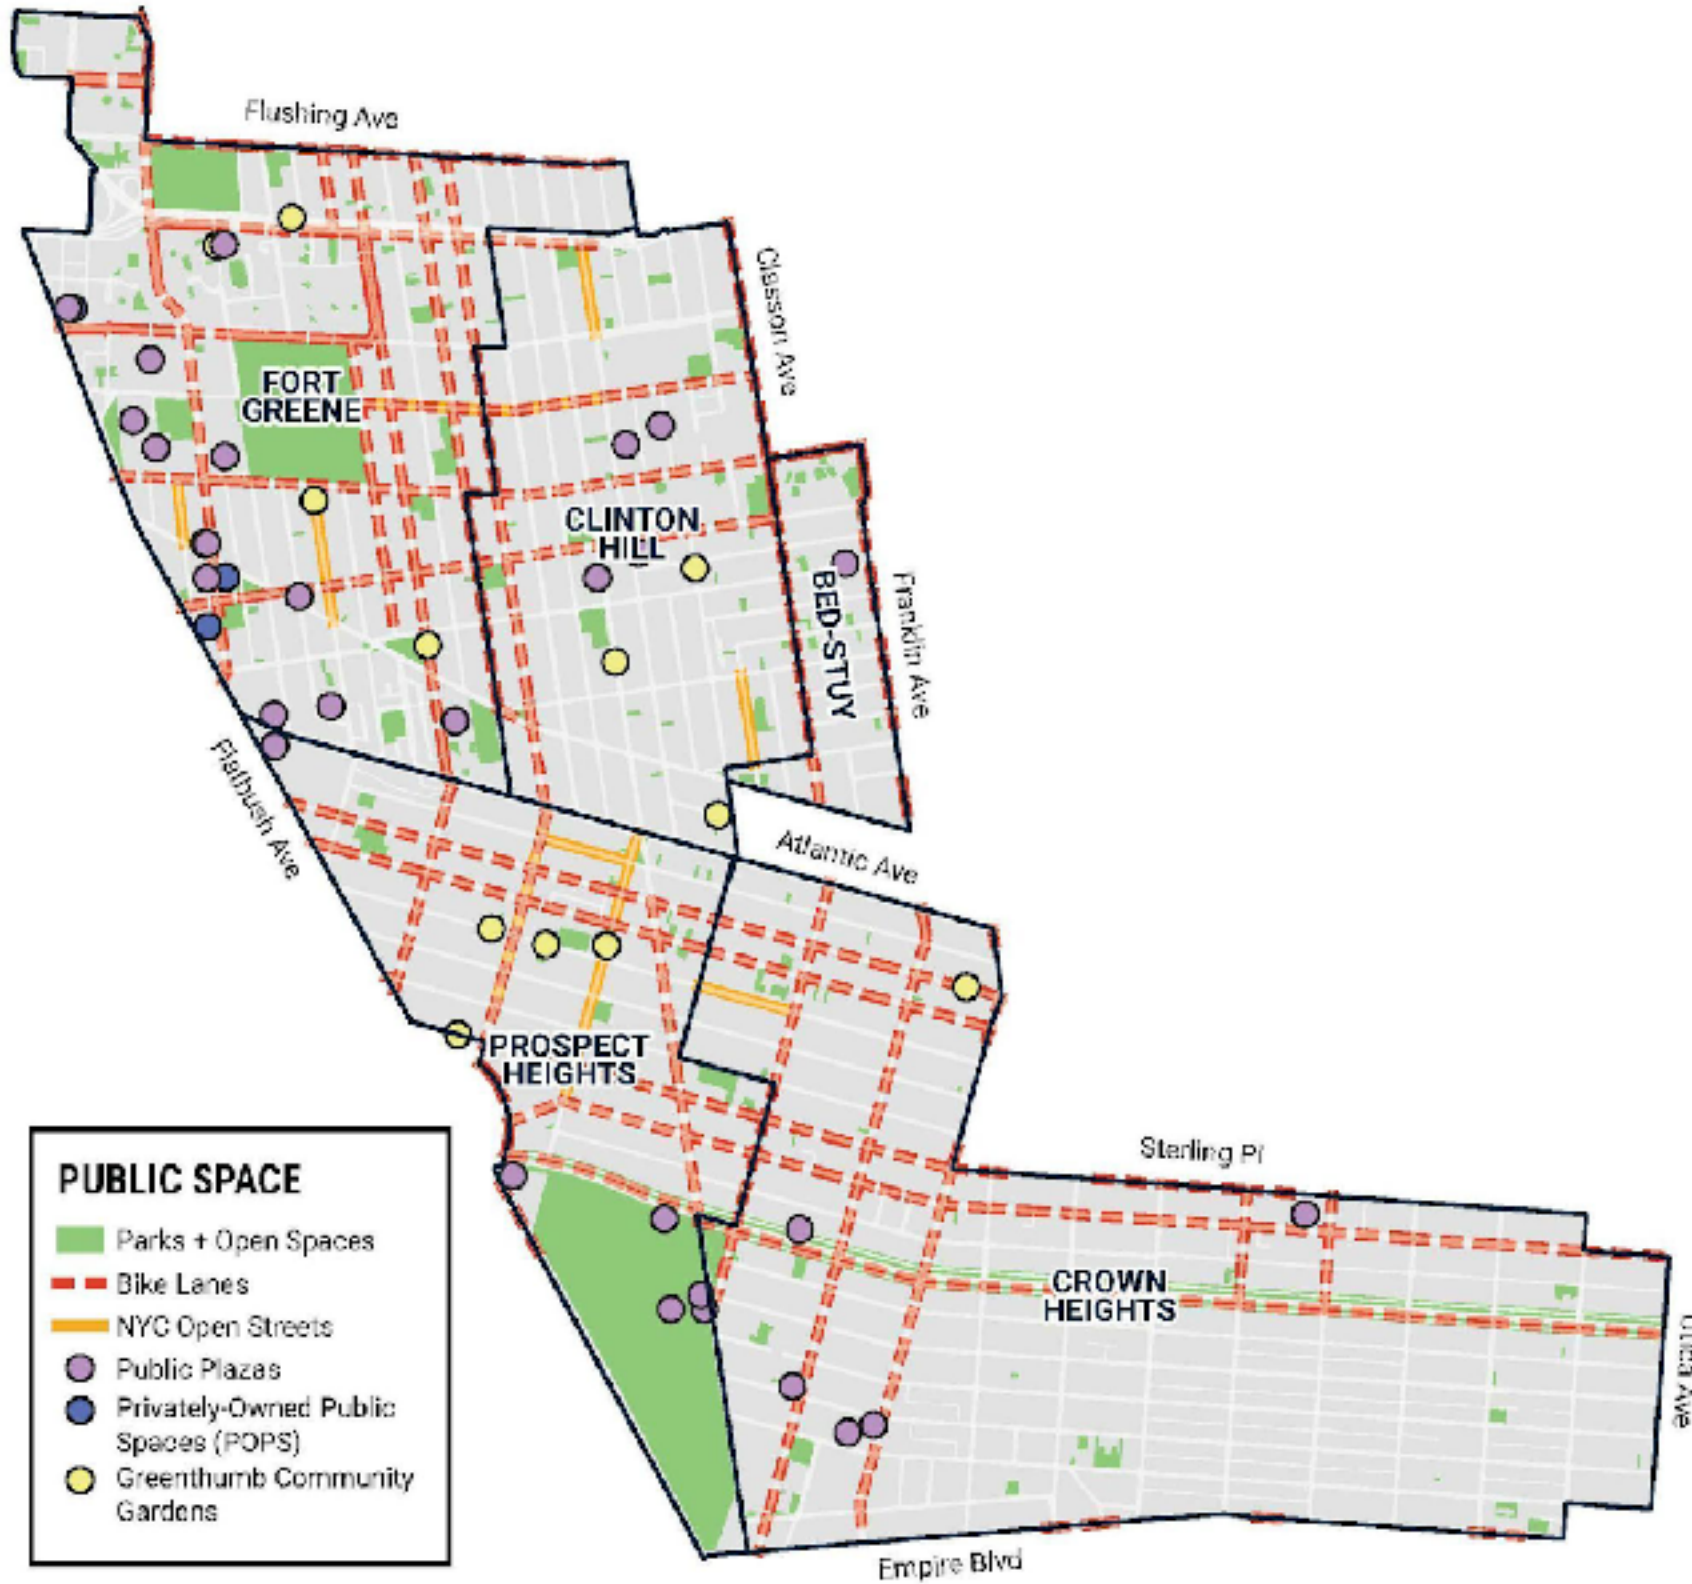 Flushing Ave
Classon Ave
FORT
GREENE
CLINTON
HILL
BED-STUY
Franklin Ave
Flatbush Ave
Atlantic Ave
PROSPECT
HEIGHTS
Sterling Pl
CROWN
HEIGHTS
Utica Ave
Empire Blvd
PUBLIC SPACE
Parks + Open Spaces
Bike Lanes
NYC Open Streets
Public Plazas
Privately-Owned Public
Spaces (POPS)
Greenthumb Community
Gardens